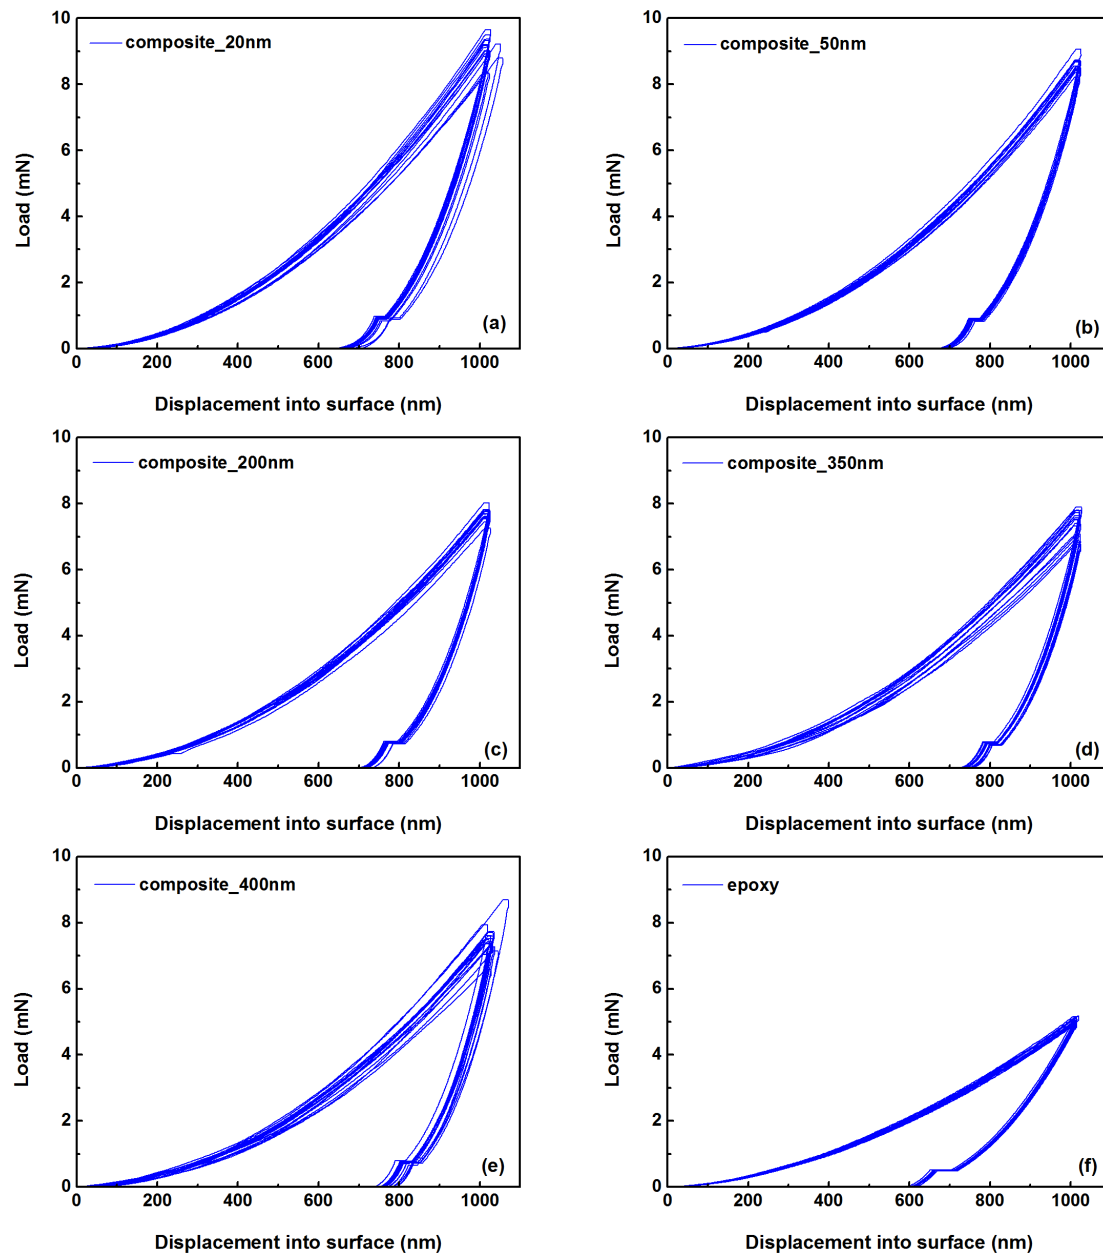 composite_20nm
10
8
6
4
2
0
Load (mN)
(a)
0 200 400 600 800 1000
Displacement into surface (nm)
composite_50nm
10
8
6
4
2
0
Load (mN)
(b)
0 200 400 600 800 1000
Displacement into surface (nm)
composite_200nm
10
8
6
4
2
0
Load (mN)
(c)
0 200 400 600 800 1000
Displacement into surface (nm)
composite_350nm
10
8
6
4
2
0
Load (mN)
(d)
0 200 400 600 800 1000
Displacement into surface (nm)
composite_400nm
10
8
6
4
2
0
Load (mN)
(e)
0 200 400 600 800 1000
Displacement into surface (nm)
epoxy
10
8
6
4
2
0
Load (mN)
(f)
0 200 400 600 800 1000
Displacement into surface (nm)